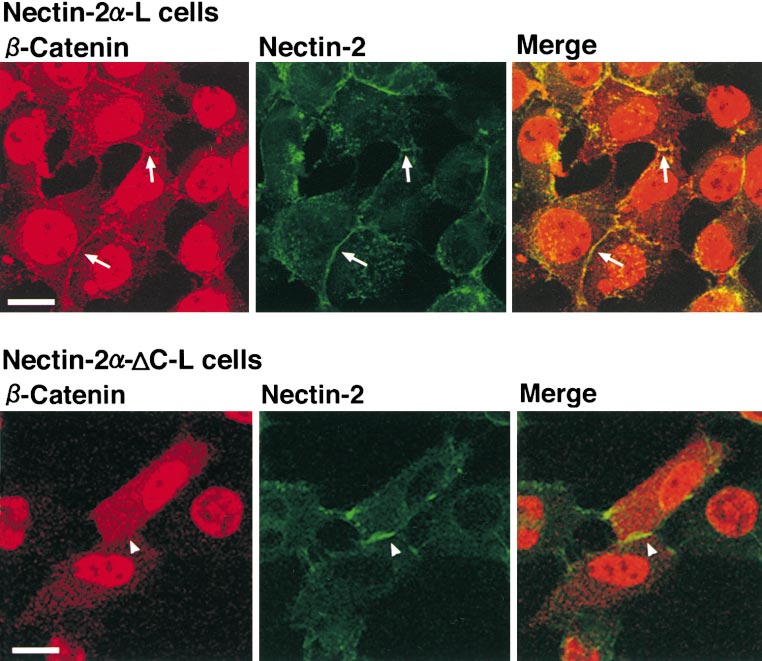 Nectin-2α-L cells
β-Catenin Nectin-2 Merge
Nectin-2α-ΔC-L cells
β-Catenin Nectin-2 Merge